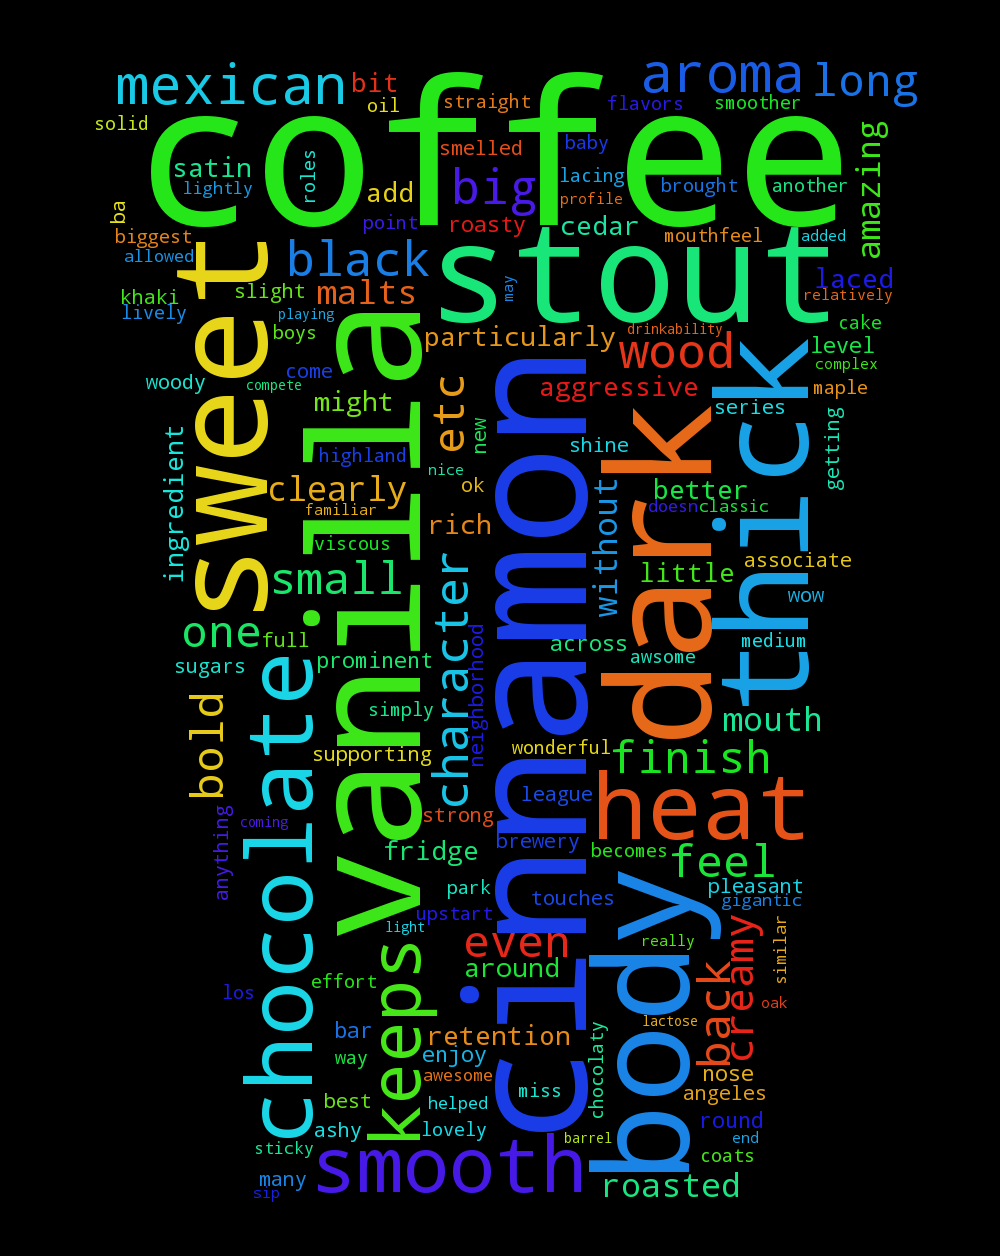 mexican
bit
aroma
long
coffee
oil
straight
flavors
smoother
solid
smelled
baby
amazing
satin
roles
lightly
add
big
lacing
brought
another
profile
ba
point
roasty
cedar
biggest
mouthfeel
added
allowed
black
stout
sweet
laced
khaki
slight
malts
may
relatively
lively
playing
boys
particularly
drinkability
cake
wood
level
vanilla
cinnamon
thick
complex
woody
compete
come
etc
aggressive
maple
might
dark
series
new
shine
getting
ingredient
highland
nice
clearly
ok
better
familiar
doesn
classic
rich
without
viscous
associate
small
character
little
wow
one
full
neighborhood
across
medium
sugars
prominent
awsome
chocolate
bold
simply
mouth
supporting
wonderful
finish
league
heat
anything
coming
strong
brewery
fridge
becomes
feel
park
touches
pleasant
gigantic
upstart
light
body
even
really
creamy
similar
keeps
around
back
los
effort
oak
bar
retention
lactose
way
enjoy
chocolaty
awesome
nose
miss
angeles
best
helped
ashy
lovely
round
barrel
end
sticky
smooth
coats
many
roasted
sip